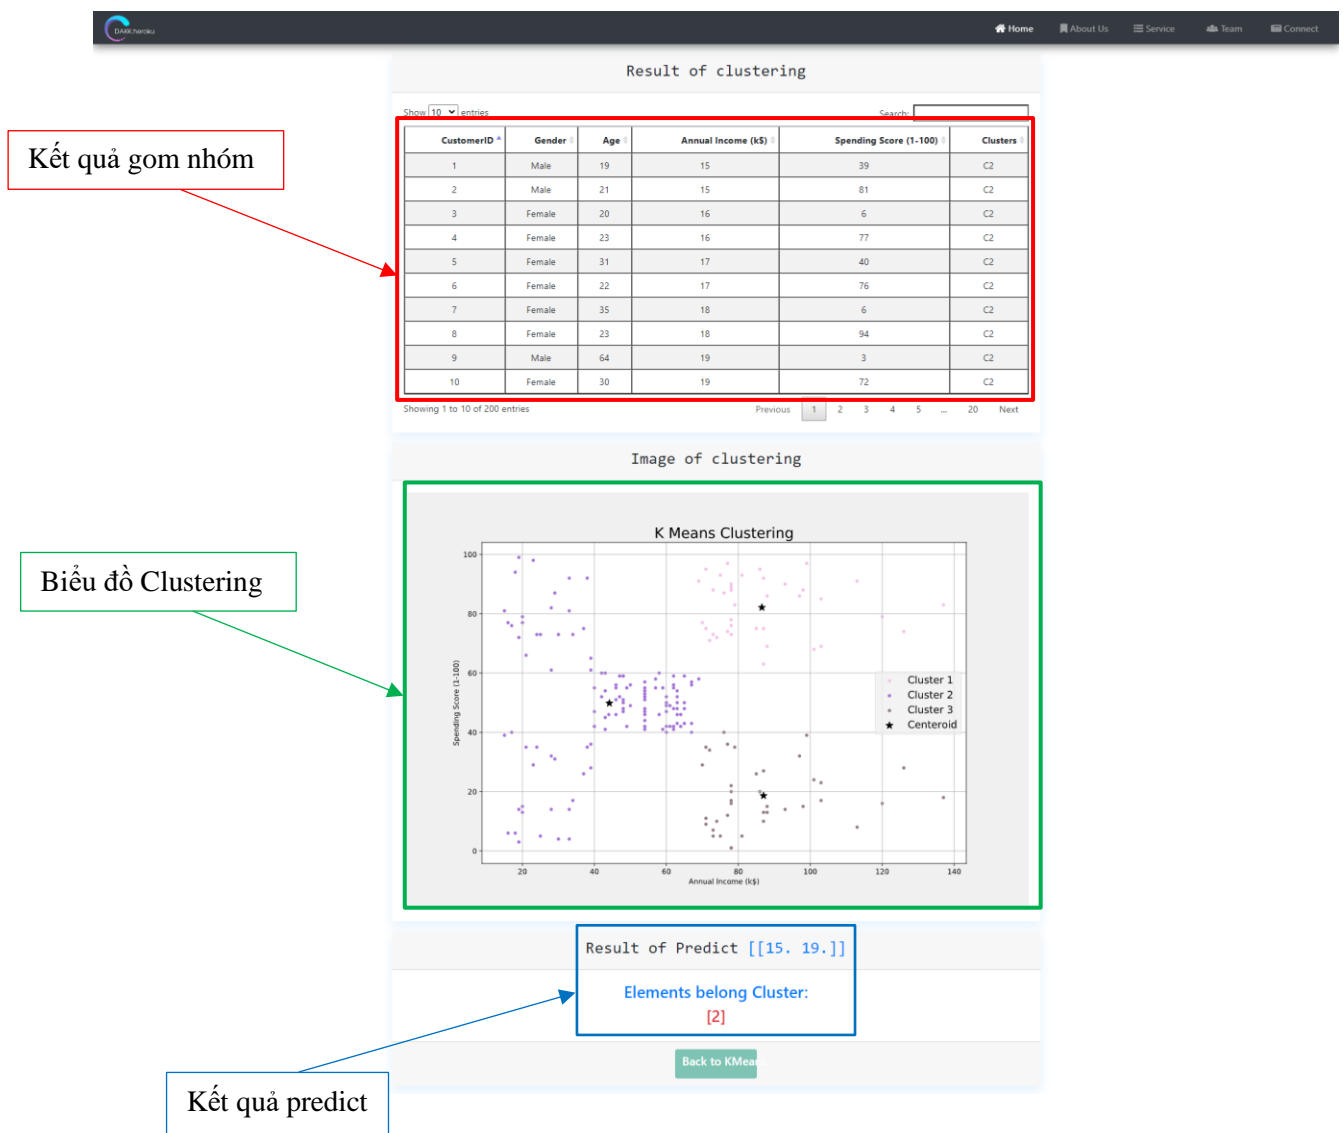 DAKK.heroku
Home About Us Service Team Connect
Result of clustering
Show 10 entries
Search:
CustomerID Gender Age Annual Income (k$) Spending Score (1-100) Clusters
1 Male 19 15 39 C2
2 Male 21 15 81 C2
3 Female 20 16 6 C2
4 Female 23 16 77 C2
5 Female 31 17 40 C2
6 Female 22 17 76 C2
7 Female 35 18 6 C2
8 Female 23 18 94 C2
9 Male 64 19 3 C2
10 Female 30 19 72 C2
Showing 1 to 10 of 200 entries
Previous 1 2 3 4 5 ... 20 Next
Kết quả gom nhóm
Image of clustering
K Means Clustering
100
80
60
40
20
0
Spending Score (1-100)
20 40 60 80 100 120 140
Annual Income (k$)
Cluster 1
Cluster 2
Cluster 3
Centeroid
Biểu đồ Clustering
Result of Predict [[15. 19.]]
Elements belong Cluster:
[2]
Back to KMea
Kết quả predict